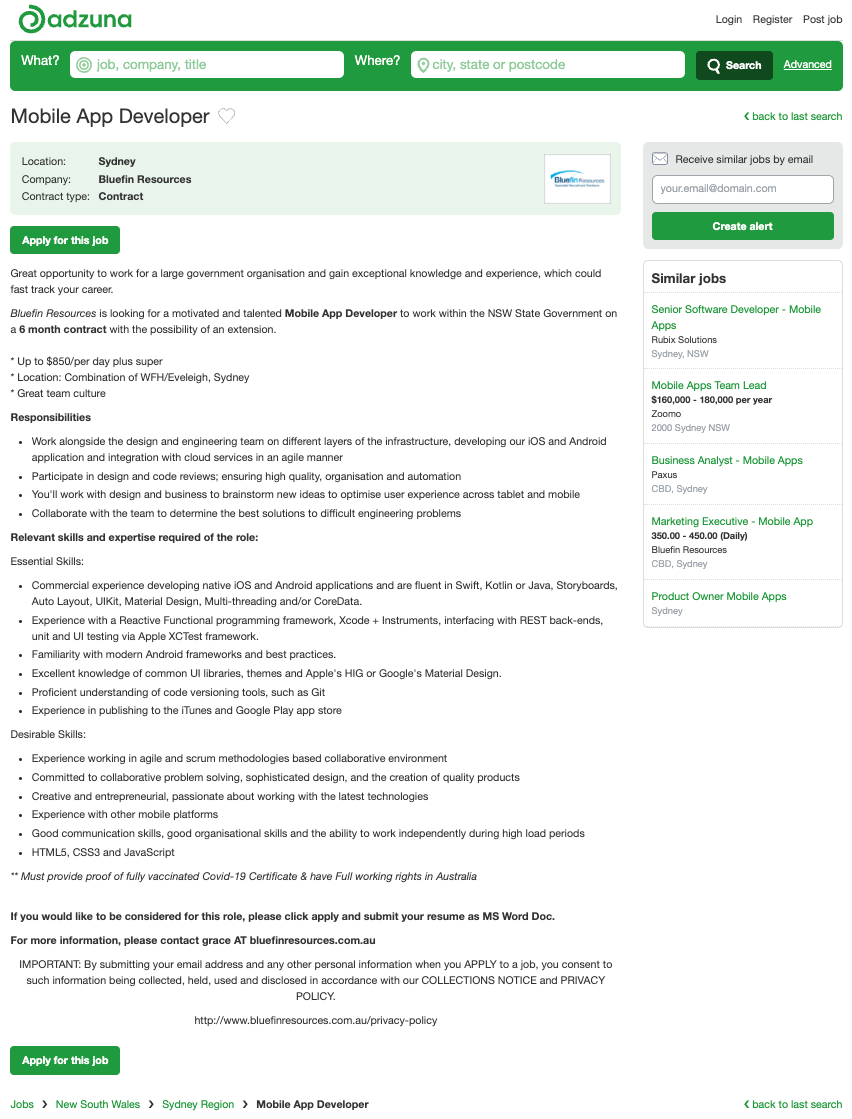 adzuna
Login Register Post job
What? job, company, title Where? city, state or postcode Search Advanced
Mobile App Developer
back to last search
Location: Sydney
Company: Bluefin Resources
Contract type: Contract
Bluefin Resources
Apply for this job
Great opportunity to work for a large government organisation and gain exceptional knowledge and experience, which could
fast track your career.
Bluefin Resources is looking for a motivated and talented Mobile App Developer to work within the NSW State Government on
a 6 month contract with the possibility of an extension.
* Up to $850/per day plus super
* Location: Combination of WFH/Eveleigh, Sydney
* Great team culture
Responsibilities
• Work alongside the design and engineering team on different layers of the infrastructure, developing our iOS and Android
application and integration with cloud services in an agile manner
• Participate in design and code reviews; ensuring high quality, organisation and automation
• You'll work with design and business to brainstorm new ideas to optimise user experience across tablet and mobile
• Collaborate with the team to determine the best solutions to difficult engineering problems
Relevant skills and expertise required of the role:
Essential Skills:
• Commercial experience developing native iOS and Android applications and are fluent in Swift, Kotlin or Java, Storyboards,
Auto Layout, UIKit, Material Design, Multi-threading and/or CoreData.
• Experience with a Reactive Functional programming framework, Xcode + Instruments, interfacing with REST back-ends,
unit and UI testing via Apple XCTest framework.
• Familiarity with modern Android frameworks and best practices.
• Excellent knowledge of common UI libraries, themes and Apple's HIG or Google's Material Design.
• Proficient understanding of code versioning tools, such as Git
• Experience in publishing to the iTunes and Google Play app store
Desirable Skills:
• Experience working in agile and scrum methodologies based collaborative environment
• Committed to collaborative problem solving, sophisticated design, and the creation of quality products
• Creative and entrepreneurial, passionate about working with the latest technologies
• Experience with other mobile platforms
• Good communication skills, good organisational skills and the ability to work independently during high load periods
• HTML5, CSS3 and JavaScript
** Must provide proof of fully vaccinated Covid-19 Certificate & have Full working rights in Australia
If you would like to be considered for this role, please click apply and submit your resume as MS Word Doc.
For more information, please contact grace AT bluefinresources.com.au
IMPORTANT: By submitting your email address and any other personal information when you APPLY to a job, you consent to
such information being collected, held, used and disclosed in accordance with our COLLECTIONS NOTICE and PRIVACY
POLICY.
http://www.bluefinresources.com.au/privacy-policy
Apply for this job
Receive similar jobs by email
your.email@domain.com
Create alert
Similar jobs
Senior Software Developer - Mobile
Apps
Rubix Solutions
Sydney, NSW
Mobile Apps Team Lead
$160,000 - 180,000 per year
Zoomo
2000 Sydney NSW
Business Analyst - Mobile Apps
Paxus
CBD, Sydney
Marketing Executive - Mobile App
350.00 - 450.00 (Daily)
Bluefin Resources
CBD, Sydney
Product Owner Mobile Apps
Sydney
Jobs New South Wales Sydney Region Mobile App Developer
back to last search